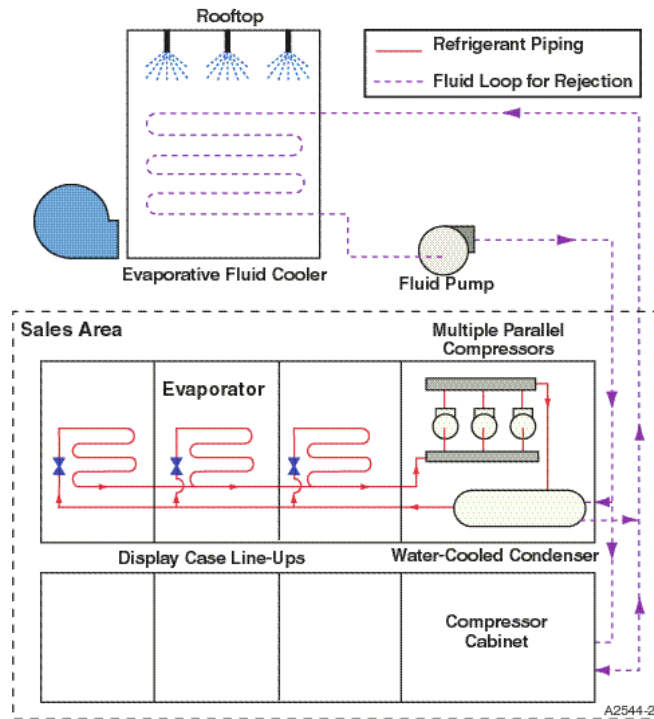 Rooftop
Refrigerant Piping
Fluid Loop for Rejection
Evaporative Fluid Cooler
Fluid Pump
Sales Area
Multiple Parallel
Compressors
Evaporator
Display Case Line-Ups
Water-Cooled Condenser
Compressor
Cabinet
A2544-2